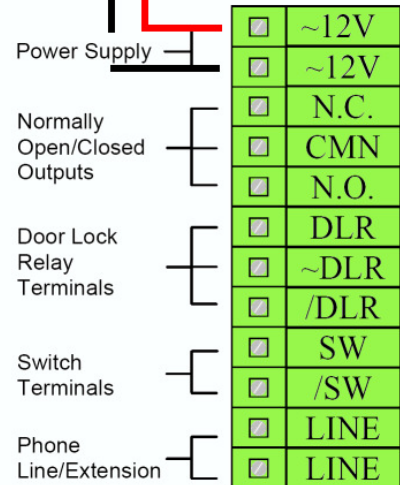 Power Supply
~12V
~12V
Normally
Open/Closed
Outputs
N.C.
CMN
N.O.
Door Lock
Relay
Terminals
DLR
~DLR
/DLR
Switch
Terminals
SW
/SW
Phone
Line/Extension
LINE
LINE